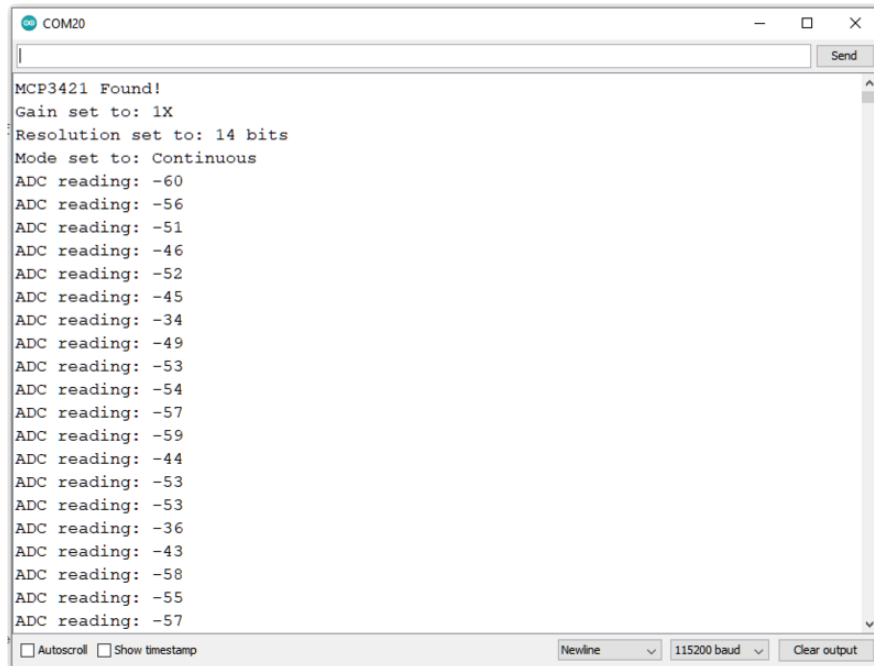 COM20
Send
MCP3421 Found!
Gain set to: 1X
Resolution set to: 14 bits
Mode set to: Continuous
ADC reading: -60
ADC reading: -56
ADC reading: -51
ADC reading: -46
ADC reading: -52
ADC reading: -45
ADC reading: -34
ADC reading: -49
ADC reading: -53
ADC reading: -54
ADC reading: -57
ADC reading: -59
ADC reading: -44
ADC reading: -53
ADC reading: -53
ADC reading: -36
ADC reading: -43
ADC reading: -58
ADC reading: -55
ADC reading: -57
Autoscroll Show timestamp Newline 115200 baud Clear output